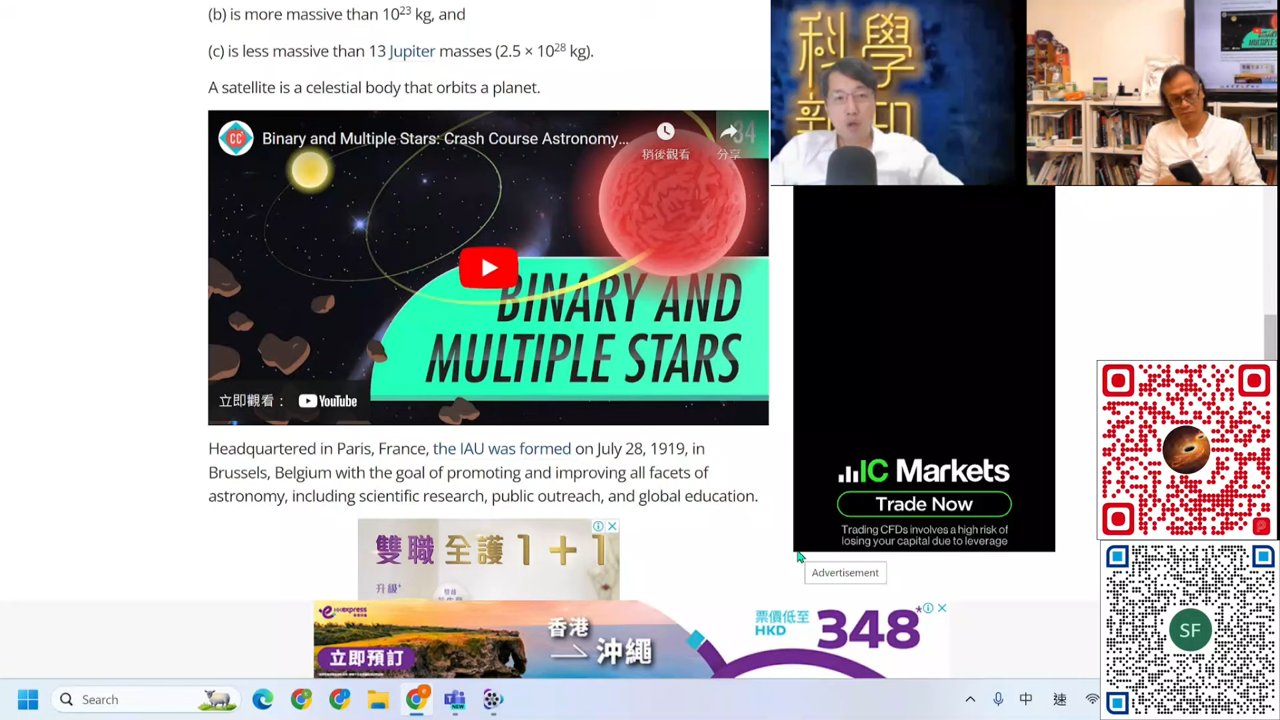 (b) is more massive than 10²³ kg, and
(c) is less massive than 13 Jupiter masses (2.5 × 10²⁸ kg).
A satellite is a celestial body that orbits a planet.
CC
Binary and Multiple Stars: Crash Course Astronomy...
34
稍後觀看
分享
BINARY AND
MULTIPLE STARS
立即觀看：
YouTube
Headquartered in Paris, France, the IAU was formed on July 28, 1919, in
Brussels, Belgium with the goal of promoting and improving all facets of
astronomy, including scientific research, public outreach, and global education.
科學
新知
IC Markets
Trade Now
Trading CFDs involves a high risk of
losing your capital due to leverage
Advertisement
雙職全護1+1
升級+
hkexpress
立即預訂
香港
沖繩
票價低至
HKD 348*
SF
Search
NEW
中
速